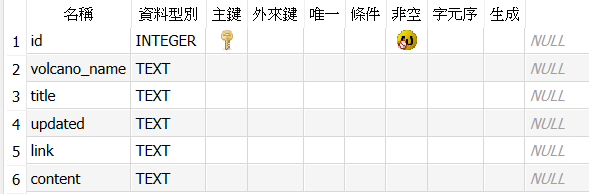 名稱 資料型別 主鍵 外來鍵 唯一 條件 非空 字元序 生成
1 id INTEGER NULL
2 volcano_name TEXT NULL
3 title TEXT NULL
4 updated TEXT NULL
5 link TEXT NULL
6 content TEXT NULL